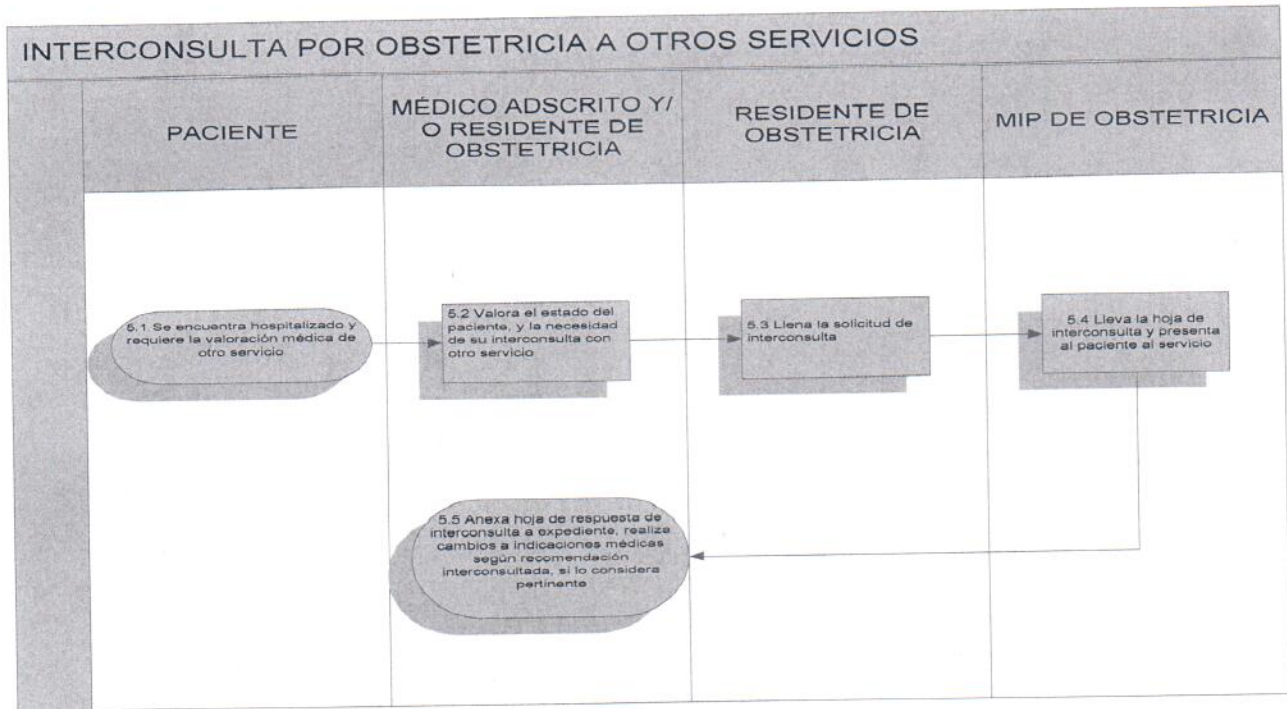 INTERCONSULTA POR OBSTETRICIA A OTROS SERVICIOS
PACIENTE
MÉDICO ADSCRITO Y/
O RESIDENTE DE
OBSTETRICIA
RESIDENTE DE
OBSTETRICIA
MIP DE OBSTETRICIA
5.1 Se encuentra hospitalizado y
requiere la valoración médica de
otro servicio
5.2 Valora el estado del
paciente, y la necesidad
de su interconsulta con
otro servicio
5.3 Llena la solicitud de
interconsulta
5.4 Lleva la hoja de
interconsulta y presenta
al paciente al servicio
5.5 Anexa hoja de respuesta de
interconsulta a expediente, realiza
cambios a indicaciones médicas
según recomendación
interconsultada, si lo considera
pertinente